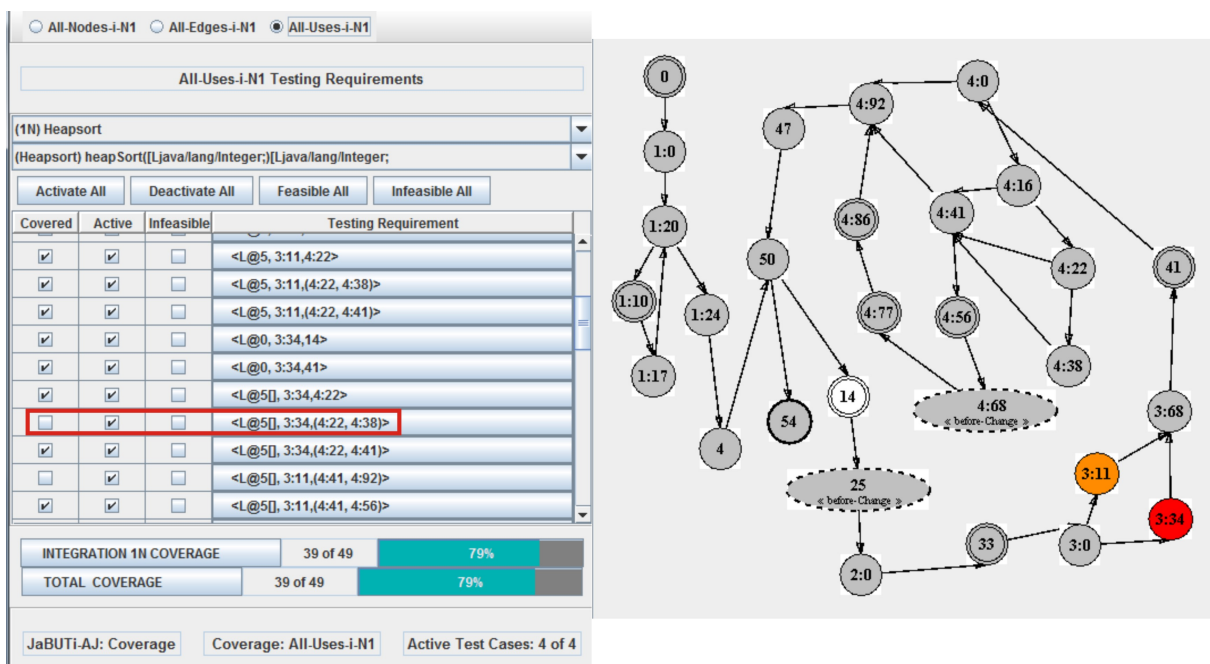 All-Nodes-i-N1 All-Edges-i-N1 All-Uses-i-N1
All-Uses-i-N1 Testing Requirements
(1N) Heapsort
(Heapsort) heapSort([Ljava/lang/Integer;)[Ljava/lang/Integer;
Activate All Deactivate All Feasible All Infeasible All
Covered Active Infeasible Testing Requirement
<L@5, 3:11,4:22>
<L@5, 3:11,(4:22, 4:38)>
<L@5, 3:11,(4:22, 4:41)>
<L@0, 3:34,14>
<L@0, 3:34,41>
<L@5[], 3:34,4:22>
<L@5[], 3:34,(4:22, 4:38)>
<L@5[], 3:34,(4:22, 4:41)>
<L@5[], 3:11,(4:41, 4:92)>
<L@5[], 3:11,(4:41, 4:56)>
INTEGRATION 1N COVERAGE 39 of 49 79%
TOTAL COVERAGE 39 of 49 79%
JaBUTi-AJ: Coverage Coverage: All-Uses-i-N1 Active Test Cases: 4 of 4
0
4:0
4:92
47
1:0
4:16
4:41
4:86
1:20
50
4:22
41
1:10
1:24
4:77
4:56
4:38
1:17
14
4:68
« before-Change »
3:68
54
4
3:11
25
« before-Change »
3:34
33
3:0
2:0